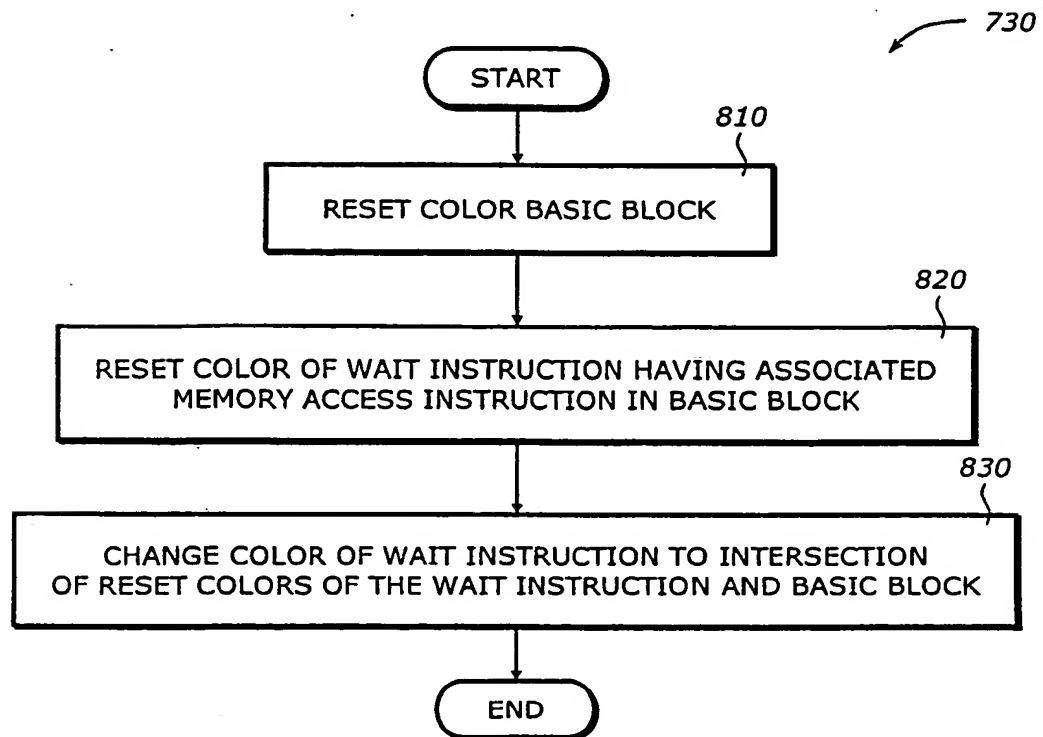 730
START
810
RESET COLOR BASIC BLOCK
820
RESET COLOR OF WAIT INSTRUCTION HAVING ASSOCIATED
MEMORY ACCESS INSTRUCTION IN BASIC BLOCK
830
CHANGE COLOR OF WAIT INSTRUCTION TO INTERSECTION
OF RESET COLORS OF THE WAIT INSTRUCTION AND BASIC BLOCK
END